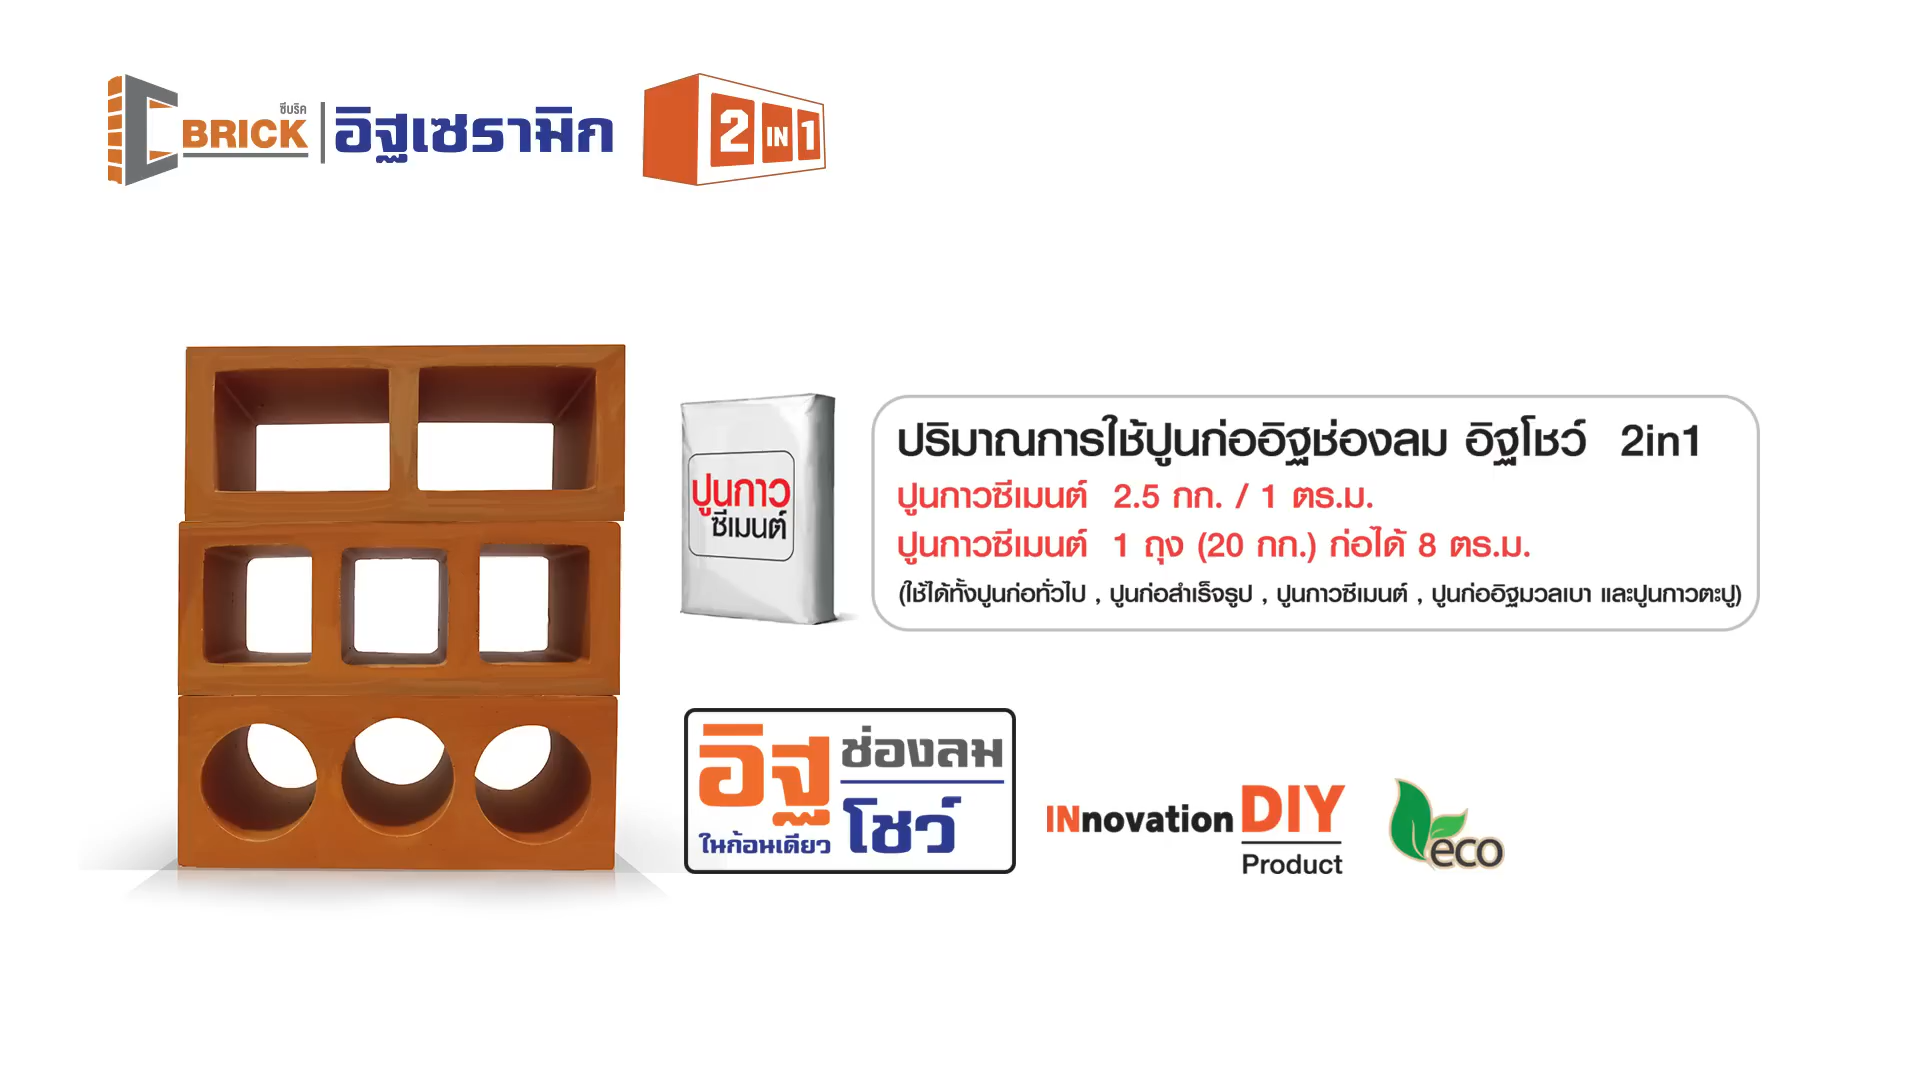 ซีบริค
BRICK
อิฐเซรามิก
2 IN 1
ปูนกาว
ซีเมนต์
ปริมาณการใช้ปูนก่ออิฐช่องลม อิฐโชว์ 2in1
ปูนกาวซีเมนต์ 2.5 กก. / 1 ตร.ม.
ปูนกาวซีเมนต์ 1 ถุง (20 กก.) ก่อได้ 8 ตร.ม.
(ใช้ได้ทั้งปูนก่อทั่วไป , ปูนก่อสำเร็จรูป , ปูนกาวซีเมนต์ , ปูนก่ออิฐมวลเบา และปูนกาวตะปู)
อิฐ
ช่องลม
โชว์
ในก้อนเดียว
INnovation DIY
Product
eco